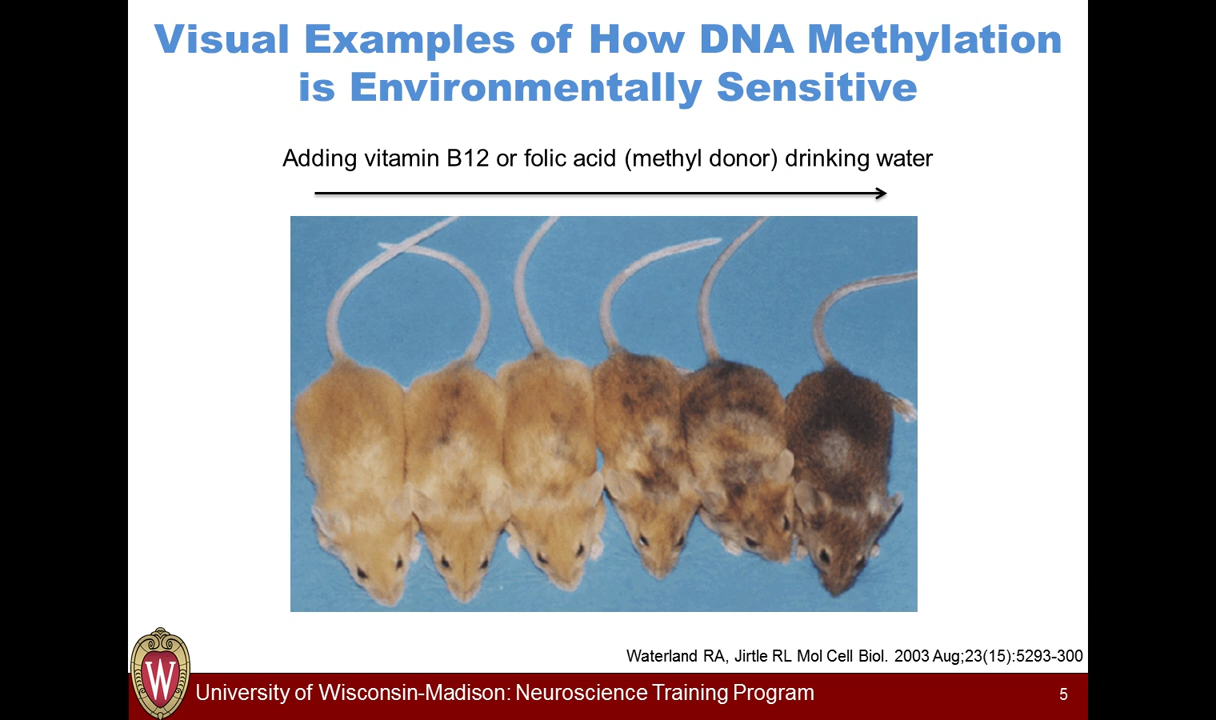 Visual Examples of How DNA Methylation
is Environmentally Sensitive
Adding vitamin B12 or folic acid (methyl donor) drinking water
Waterland RA, Jirtle RL Mol Cell Biol. 2003 Aug;23(15):5293-300
W
University of Wisconsin-Madison: Neuroscience Training Program
5